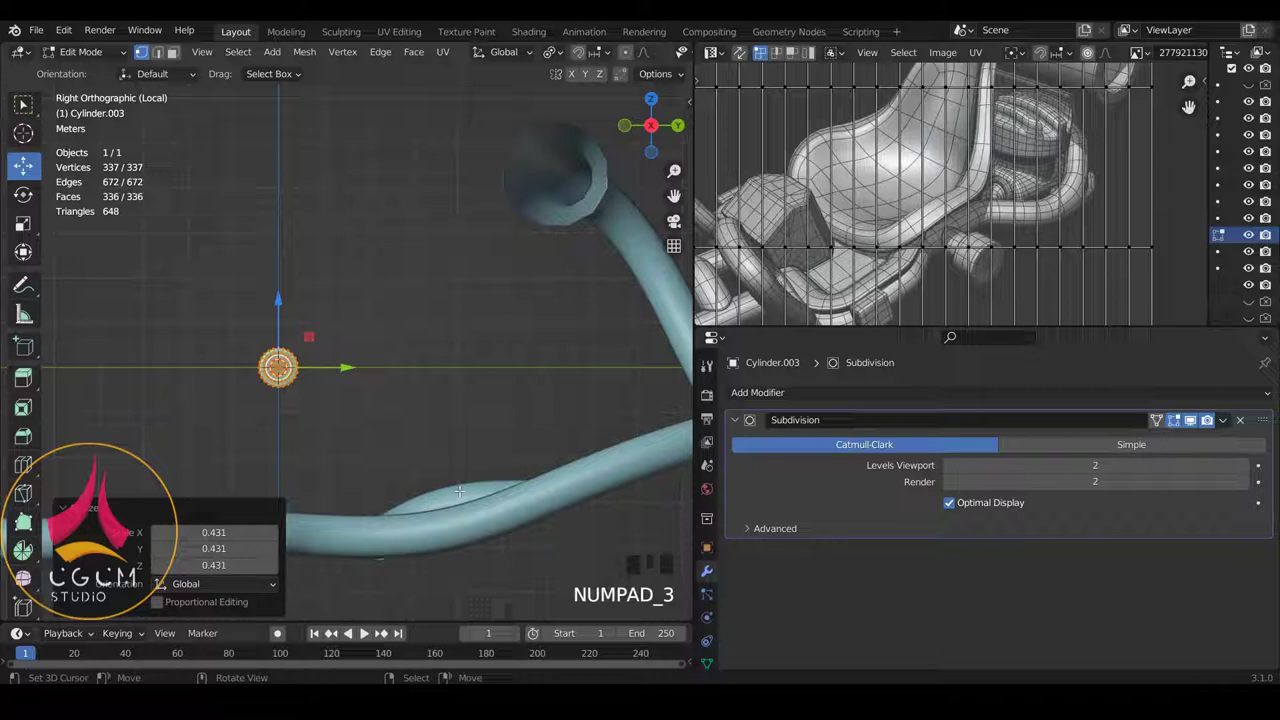 File Edit Render Window Help Layout Modeling Sculpting UV Editing Texture Paint Shading Animation Rendering Compositing Geometry Nodes Scripting Scene ViewLayer
Edit Mode View Select Add Mesh Vertex Edge Face UV Global View Select Image UV 277921130
Orientation: Default Drag: Select Box X Y Z Options
Right Orthographic (Local)
(1) Cylinder.003
Meters
Objects 1 / 1
Vertices 337 / 337
Edges 672 / 672
Faces 336 / 336
Triangles 648
Z
X
Y
Cylinder.003 Subdivision
Add Modifier
Subdivision
Catmull-Clark Simple
Levels Viewport 2
Render 2
Optimal Display
Advanced
X 0.431
Y 0.431
Z 0.431
Global
Proportional Editing
UGUM
STUDIO
NUMPAD_3
Playback Keying View Marker 1 Start 1 End 250
1 20 40 60 80 100 120 140 160 180 200 220 240
Set 3D Cursor Move Rotate View Select Move 3.1.0